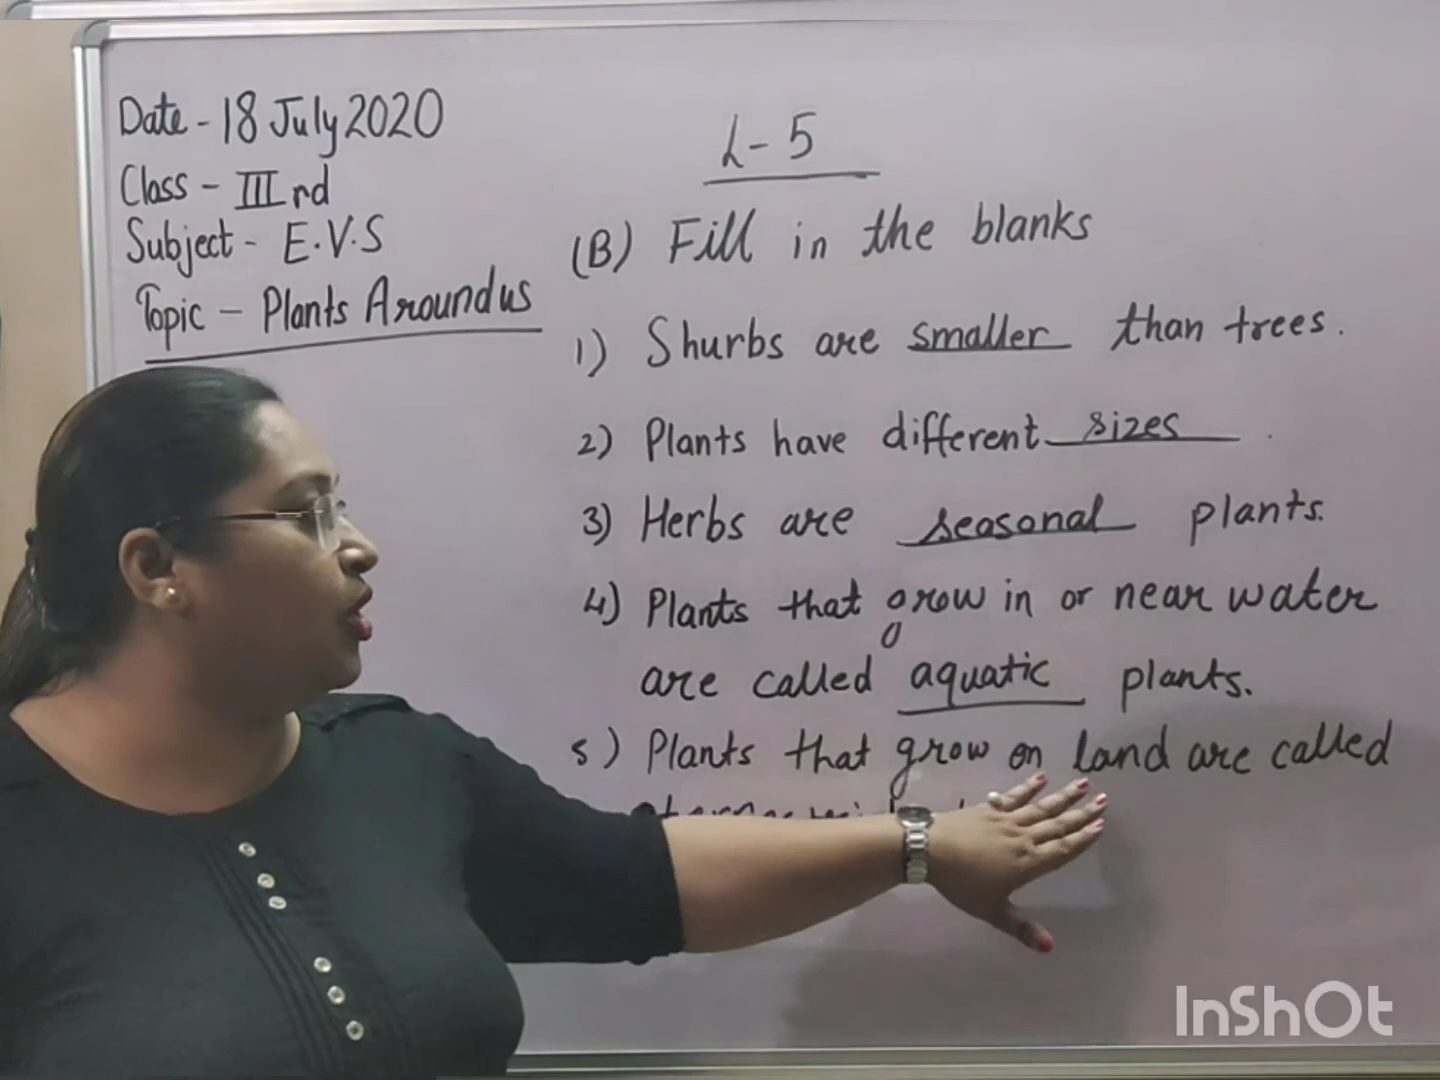 Date - 18 July 2020
Class - III rd
Subject - E.V.S
Topic - Plants Around us
L - 5
(B) Fill in the blanks
1) Shurbs are smaller than trees.
2) Plants have different sizes.
3) Herbs are seasonal plants.
4) Plants that grow in or near water
are called aquatic plants.
5) Plants that grow on land are called
InShOt